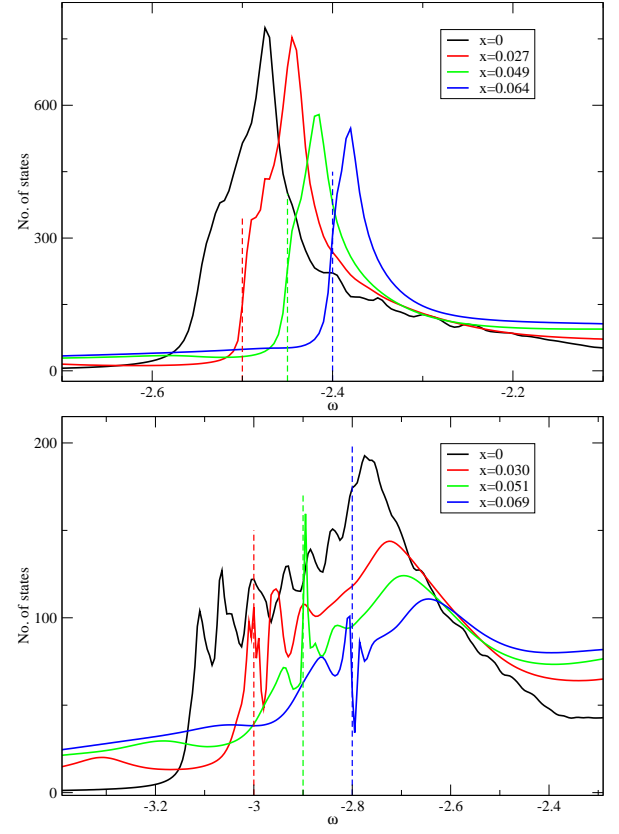 x=0
x=0.027
x=0.049
x=0.064
600
300
0
No. of states
-2.6
-2.4
-2.2
ω
x=0
x=0.030
x=0.051
x=0.069
200
150
100
50
0
No. of states
-3.2
-3
-2.8
-2.6
-2.4
ω